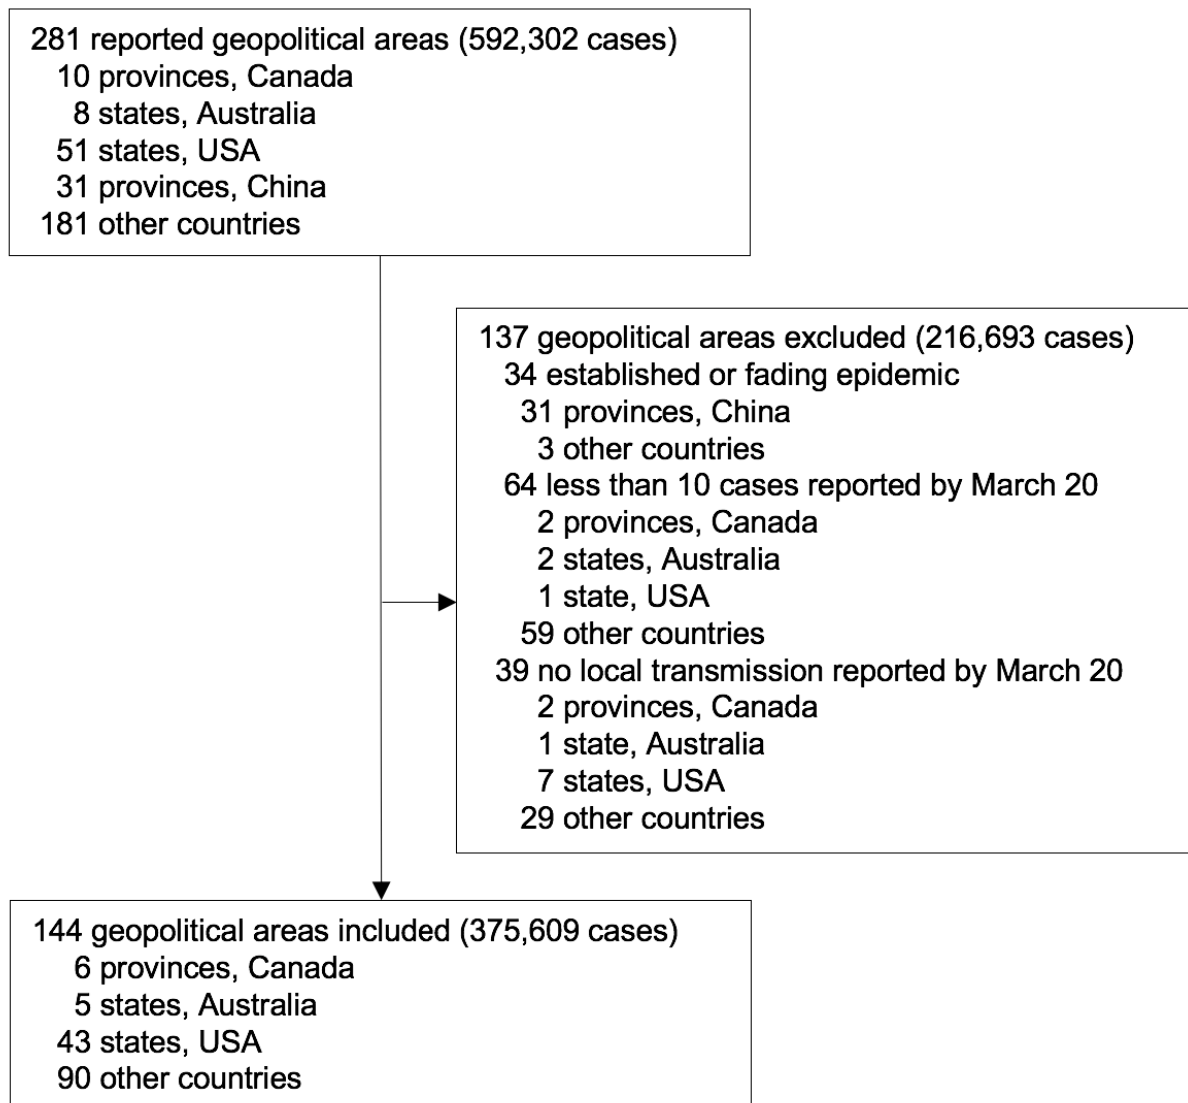 281 reported geopolitical areas (592,302 cases)
10 provinces, Canada
8 states, Australia
51 states, USA
31 provinces, China
181 other countries
137 geopolitical areas excluded (216,693 cases)
34 established or fading epidemic
31 provinces, China
3 other countries
64 less than 10 cases reported by March 20
2 provinces, Canada
2 states, Australia
1 state, USA
59 other countries
39 no local transmission reported by March 20
2 provinces, Canada
1 state, Australia
7 states, USA
29 other countries
144 geopolitical areas included (375,609 cases)
6 provinces, Canada
5 states, Australia
43 states, USA
90 other countries